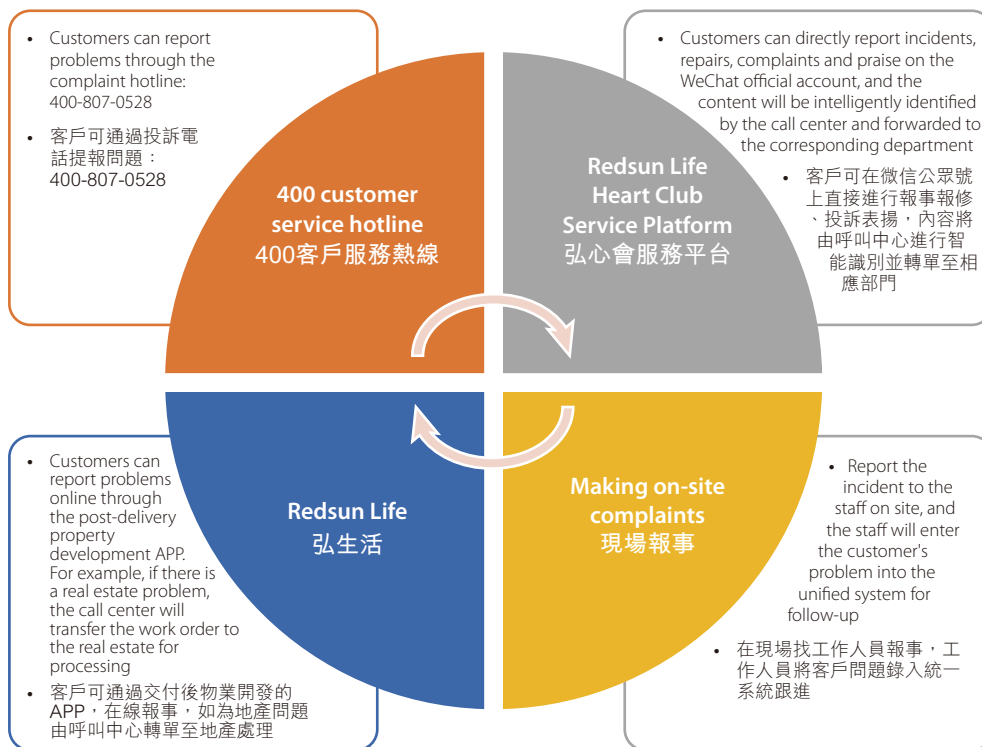 • Customers can report
problems through the
complaint hotline:
400-807-0528
• 客戶可通過投訴電
話提報問題：
400-807-0528
400 customer
service hotline
400客戶服務熱線
Redsun Life
Heart Club
Service Platform
弘心會服務平台
• Customers can directly report incidents,
repairs, complaints and praise on the
WeChat official account, and the
content will be intelligently identified
by the call center and forwarded to
the corresponding department
• 客戶可在微信公眾號
上直接進行報事報修
、投訴表揚，內容將
由呼叫中心進行智
能識別並轉單至相
應部門
• Customers can
report problems
online through
the post-delivery
property
development APP.
For example, if there is
a real estate problem,
the call center will
transfer the work order to
the real estate for
processing
• 客戶可通過交付後物業開發的
APP，在線報事，如為地產問題
由呼叫中心轉單至地產處理
Redsun Life
弘生活
Making on-site
complaints
現場報事
• Report the
incident to the
staff on site, and
the staff will enter
the customer's
problem into the
unified system for
follow-up
• 在現場找工作人員報事，工
作人員將客戶問題錄入統一
系統跟進